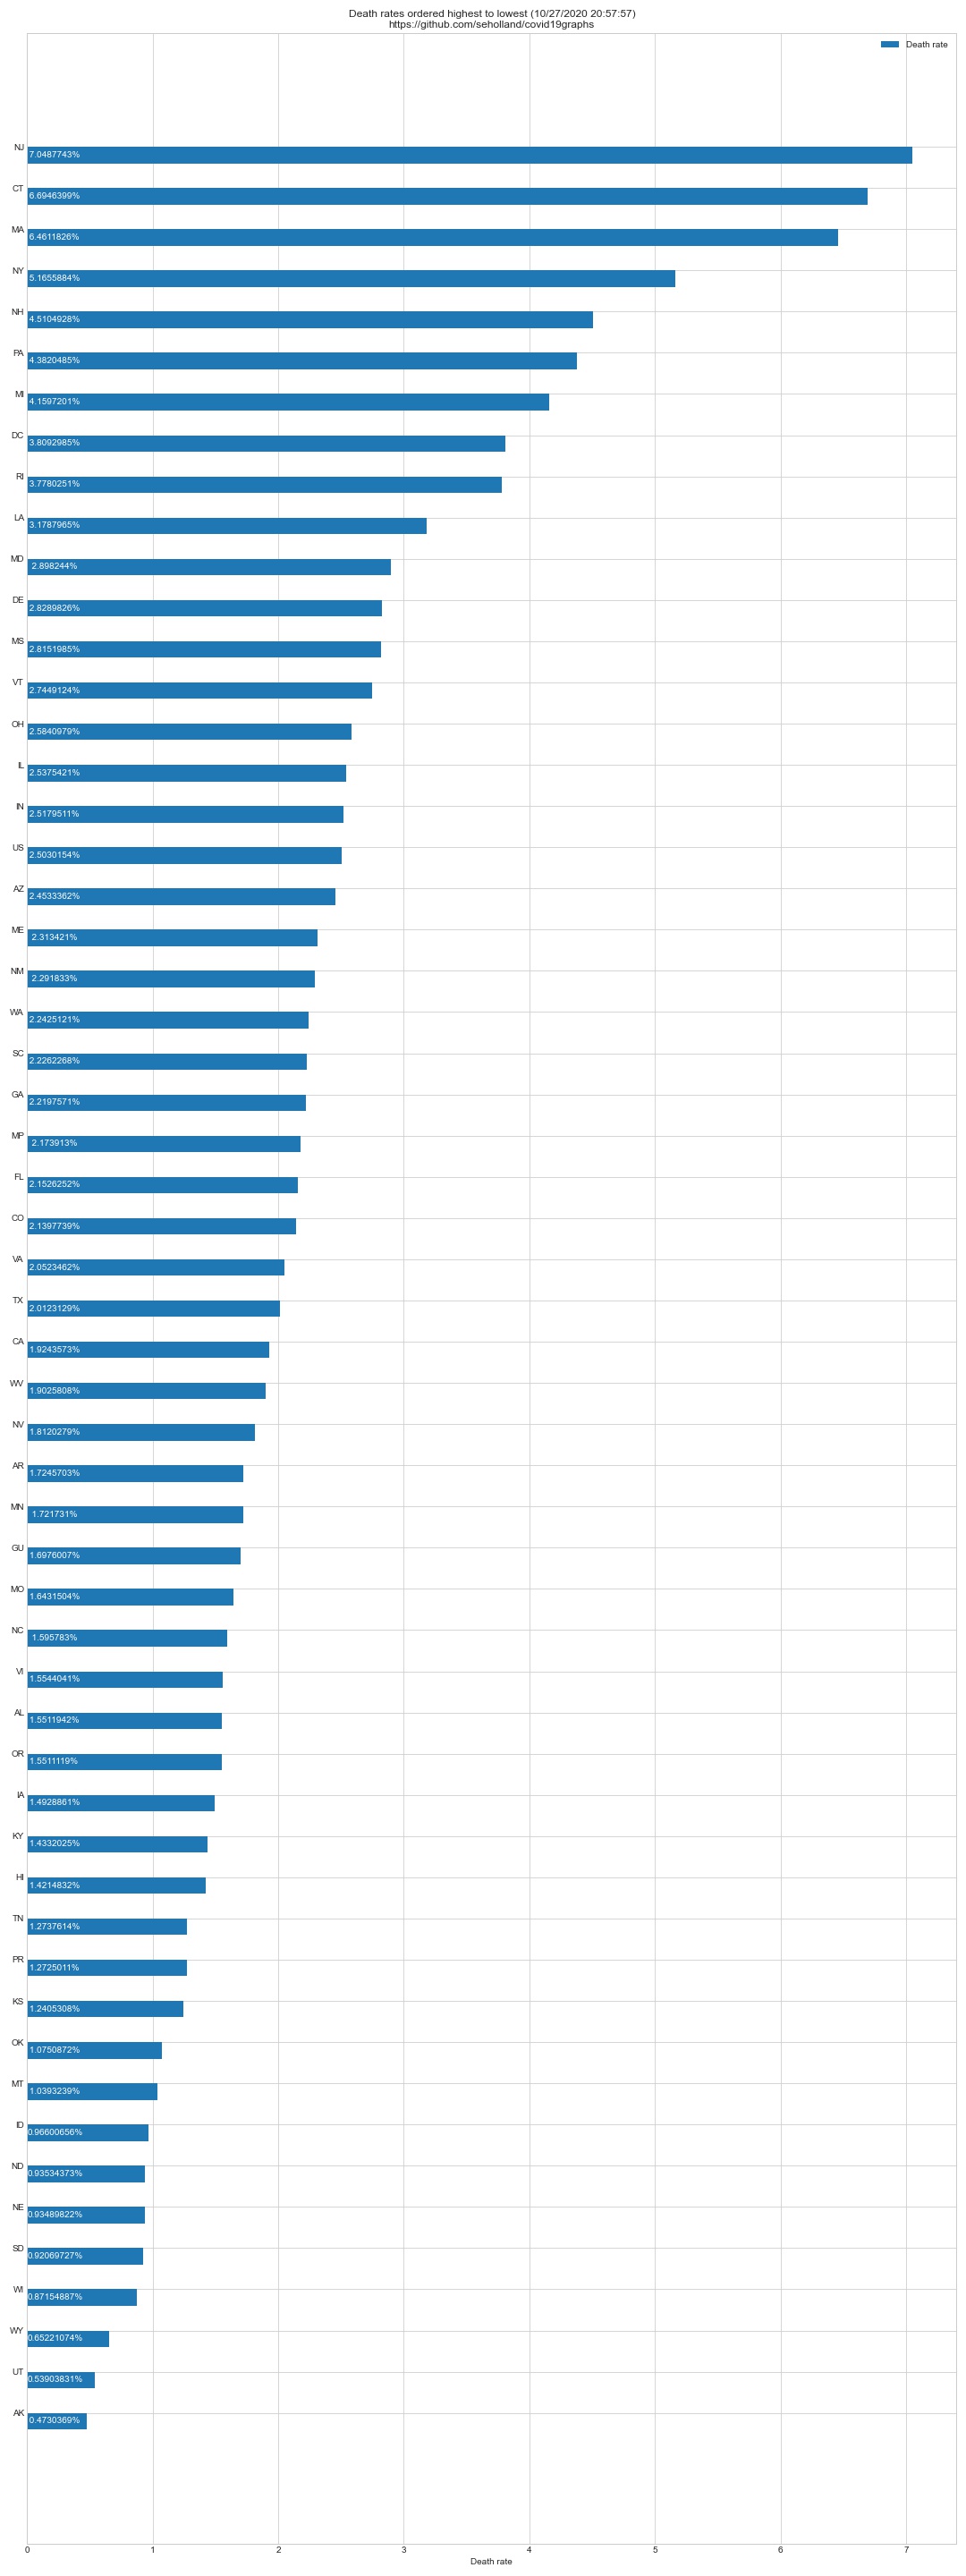 Death rates ordered highest to lowest (10/27/2020 20:57:57)
https://github.com/seholland/covid19graphs
Death rate
NJ 7.0487743%
CT 6.6946399%
MA 6.4611826%
NY 5.1655884%
NH 4.5104928%
PA 4.3820485%
MI 4.1597201%
DC 3.8092985%
RI 3.7780251%
LA 3.1787965%
MD 2.898244%
DE 2.8289826%
MS 2.8151985%
VT 2.7449124%
OH 2.5840979%
IL 2.5375421%
IN 2.5179511%
US 2.5030154%
AZ 2.4533362%
ME 2.313421%
NM 2.291833%
WA 2.2425121%
SC 2.2262268%
GA 2.2197571%
MP 2.173913%
FL 2.1526252%
CO 2.1397739%
VA 2.0523462%
TX 2.0123129%
CA 1.9243573%
WV 1.9025808%
NV 1.8120279%
AR 1.7245703%
MN 1.721731%
GU 1.6976007%
MO 1.6431504%
NC 1.595783%
VI 1.5544041%
AL 1.5511942%
OR 1.5511119%
IA 1.4928861%
KY 1.4332025%
HI 1.4214832%
TN 1.2737614%
PR 1.2725011%
KS 1.2405308%
OK 1.0750872%
MT 1.0393239%
ID 0.96600656%
ND 0.93534373%
NE 0.93489822%
SD 0.92069727%
WI 0.87154887%
WY 0.65221074%
UT 0.53903831%
AK 0.4730369%
0 1 2 3 4 5 6 7
Death rate